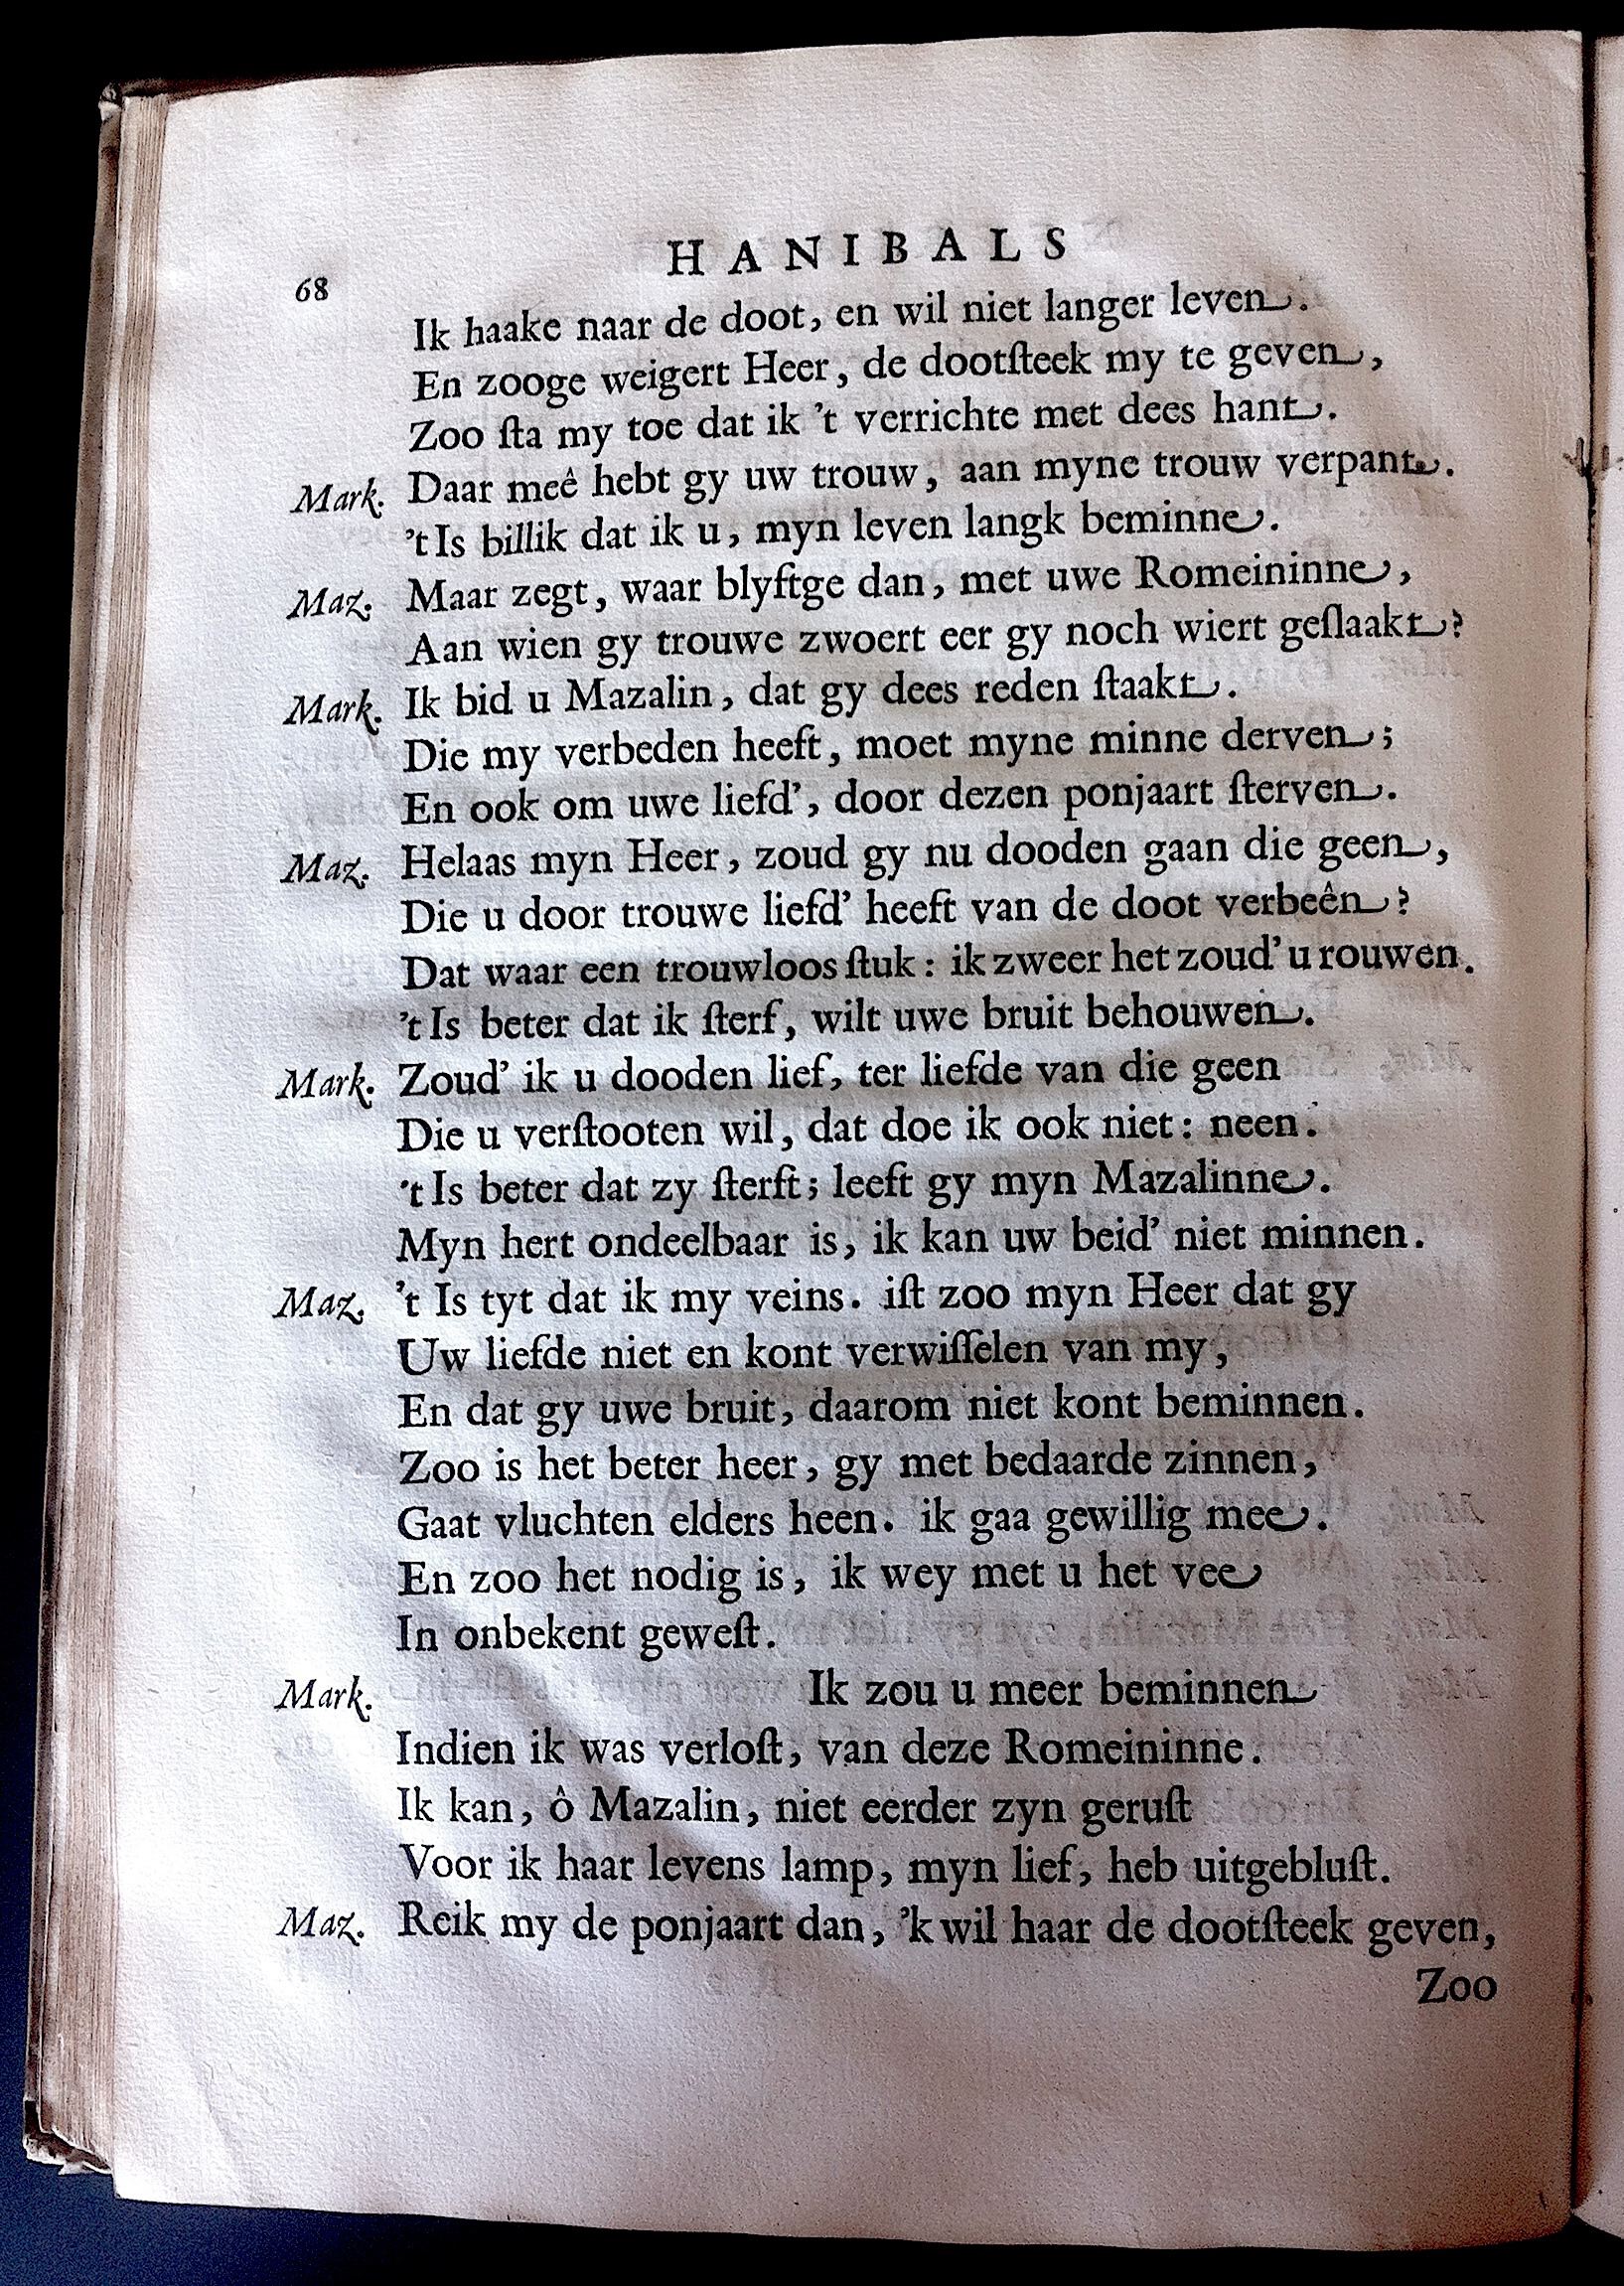 HANIBALS
68
Ik haake naar de doot, en wil niet langer leven.
En zooge weigert Heer, de dootſteek my te geven,
Zoo ſta my toe dat ik 't verrichte met dees hant.
Mark. Daar meê hebt gy uw trouw, aan myne trouw verpant.
't Is billik dat ik u, myn leven langk beminne.
Maz. Maar zegt, waar blyftge dan, met uwe Romeininne,
Aan wien gy trouwe zwoert eer gy noch wiert geſlaakt?
Mark. Ik bid u Mazalin, dat gy dees reden ſtaakt.
Die my verbeden heeft, moet myne minne derven;
En ook om uwe liefd', door dezen ponjaart ſterven.
Maz. Helaas myn Heer, zoud gy nu dooden gaan die geen,
Die u door trouwe liefd' heeft van de doot verbeên?
Dat waar een trouwloos ſtuk: ik zweer het zoud' u rouwen.
't Is beter dat ik ſterf, wilt uwe bruit behouwen.
Mark. Zoud' ik u dooden lief, ter liefde van die geen
Die u verſtooten wil, dat doe ik ook niet: neen.
't Is beter dat zy ſterft; leeft gy myn Mazalinne.
Myn hert ondeelbaar is, ik kan uw beid' niet minnen.
Maz. 't Is tyt dat ik my veins. iſt zoo myn Heer dat gy
Uw liefde niet en kont verwiſſelen van my,
En dat gy uwe bruit, daarom niet kont beminnen.
Zoo is het beter heer, gy met bedaarde zinnen,
Gaat vluchten elders heen. ik gaa gewillig mee.
En zoo het nodig is, ik wey met u het vee
In onbekent geweſt.
Mark. Ik zou u meer beminnen
Indien ik was verloſt, van deze Romeininne.
Ik kan, ô Mazalin, niet eerder zyn geruſt
Voor ik haar levens lamp, myn lief, heb uitgebluſt.
Maz. Reik my de ponjaart dan, 'k wil haar de dootſteek geven,
Zoo